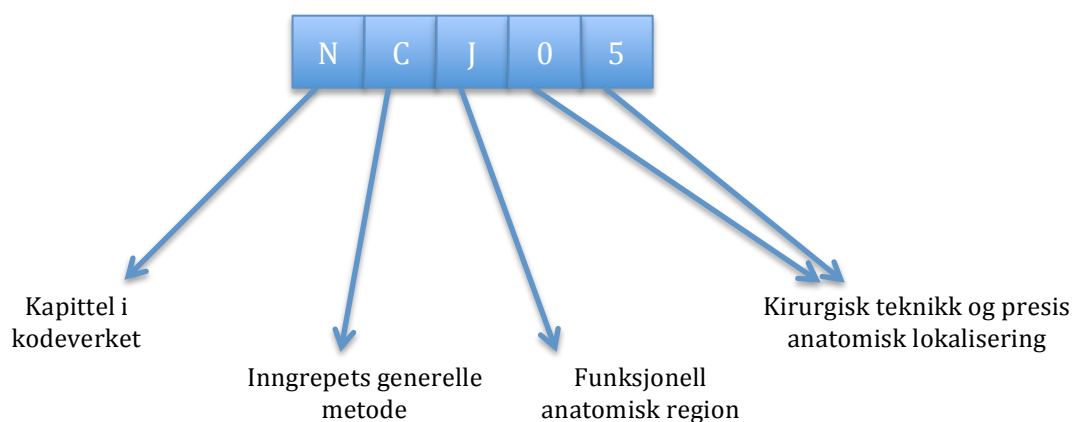 N C J 0 5
Kapittel i
kodeverket
Inngrepets generelle
metode
Funksjonell
anatomisk region
Kirurgisk teknikk og presis
anatomisk lokalisering